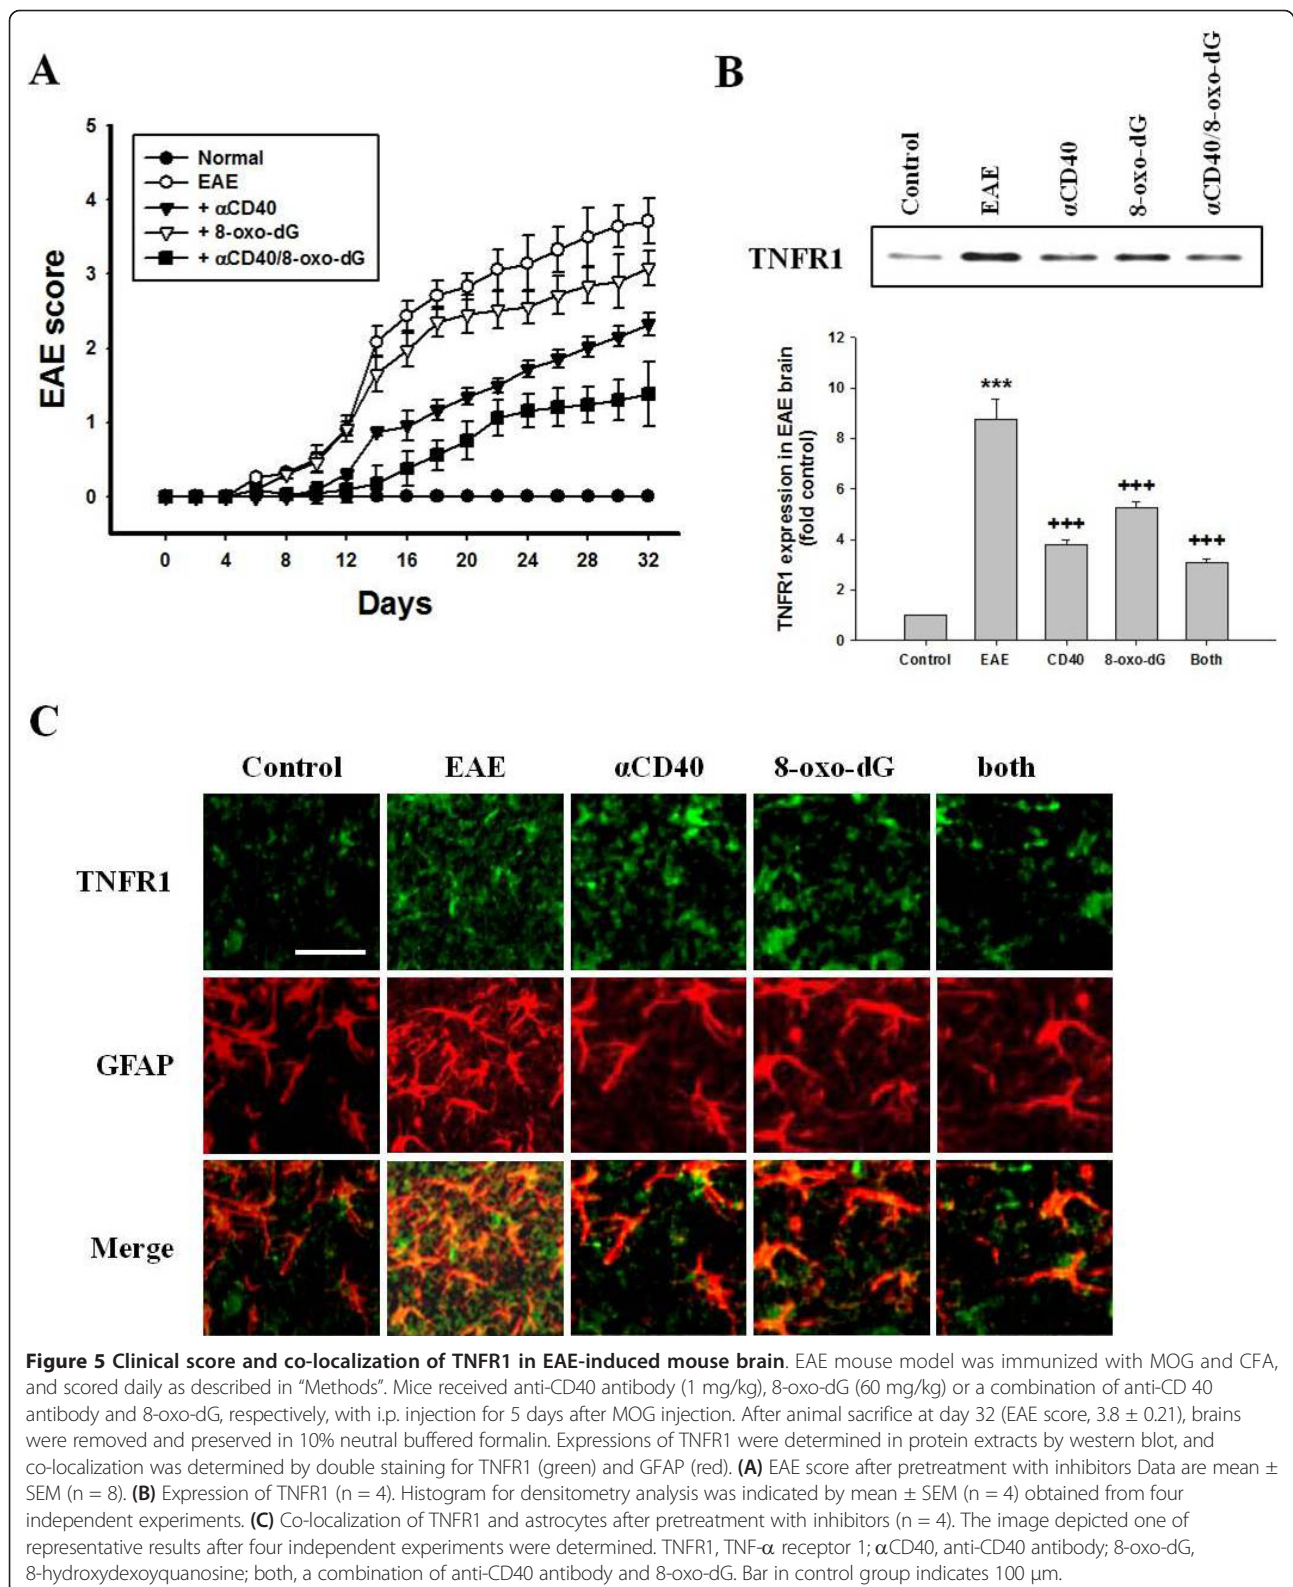 A
5
4
3
2
1
0
EAE score
Normal
EAE
+ αCD40
+ 8-oxo-dG
+ αCD40/8-oxo-dG
0 4 8 12 16 20 24 28 32
Days
B
Control
EAE
αCD40
8-oxo-dG
αCD40/8-oxo-dG
TNFR1
TNFR1 expression in EAE brain
(fold control)
12
10
8
6
4
2
0
***
+++
+++
+++
Control EAE CD40 8-oxo-dG Both
C
Control EAE αCD40 8-oxo-dG both
TNFR1
GFAP
Merge
Figure 5 Clinical score and co-localization of TNFR1 in EAE-induced mouse brain. EAE mouse model was immunized with MOG and CFA,
and scored daily as described in “Methods”. Mice received anti-CD40 antibody (1 mg/kg), 8-oxo-dG (60 mg/kg) or a combination of anti-CD 40
antibody and 8-oxo-dG, respectively, with i.p. injection for 5 days after MOG injection. After animal sacrifice at day 32 (EAE score, 3.8 ± 0.21), brains
were removed and preserved in 10% neutral buffered formalin. Expressions of TNFR1 were determined in protein extracts by western blot, and
co-localization was determined by double staining for TNFR1 (green) and GFAP (red). (A) EAE score after pretreatment with inhibitors Data are mean ±
SEM (n = 8). (B) Expression of TNFR1 (n = 4). Histogram for densitometry analysis was indicated by mean ± SEM (n = 4) obtained from four
independent experiments. (C) Co-localization of TNFR1 and astrocytes after pretreatment with inhibitors (n = 4). The image depicted one of
representative results after four independent experiments were determined. TNFR1, TNF-α receptor 1; αCD40, anti-CD40 antibody; 8-oxo-dG,
8-hydroxydexoyquanosine; both, a combination of anti-CD40 antibody and 8-oxo-dG. Bar in control group indicates 100 μm.